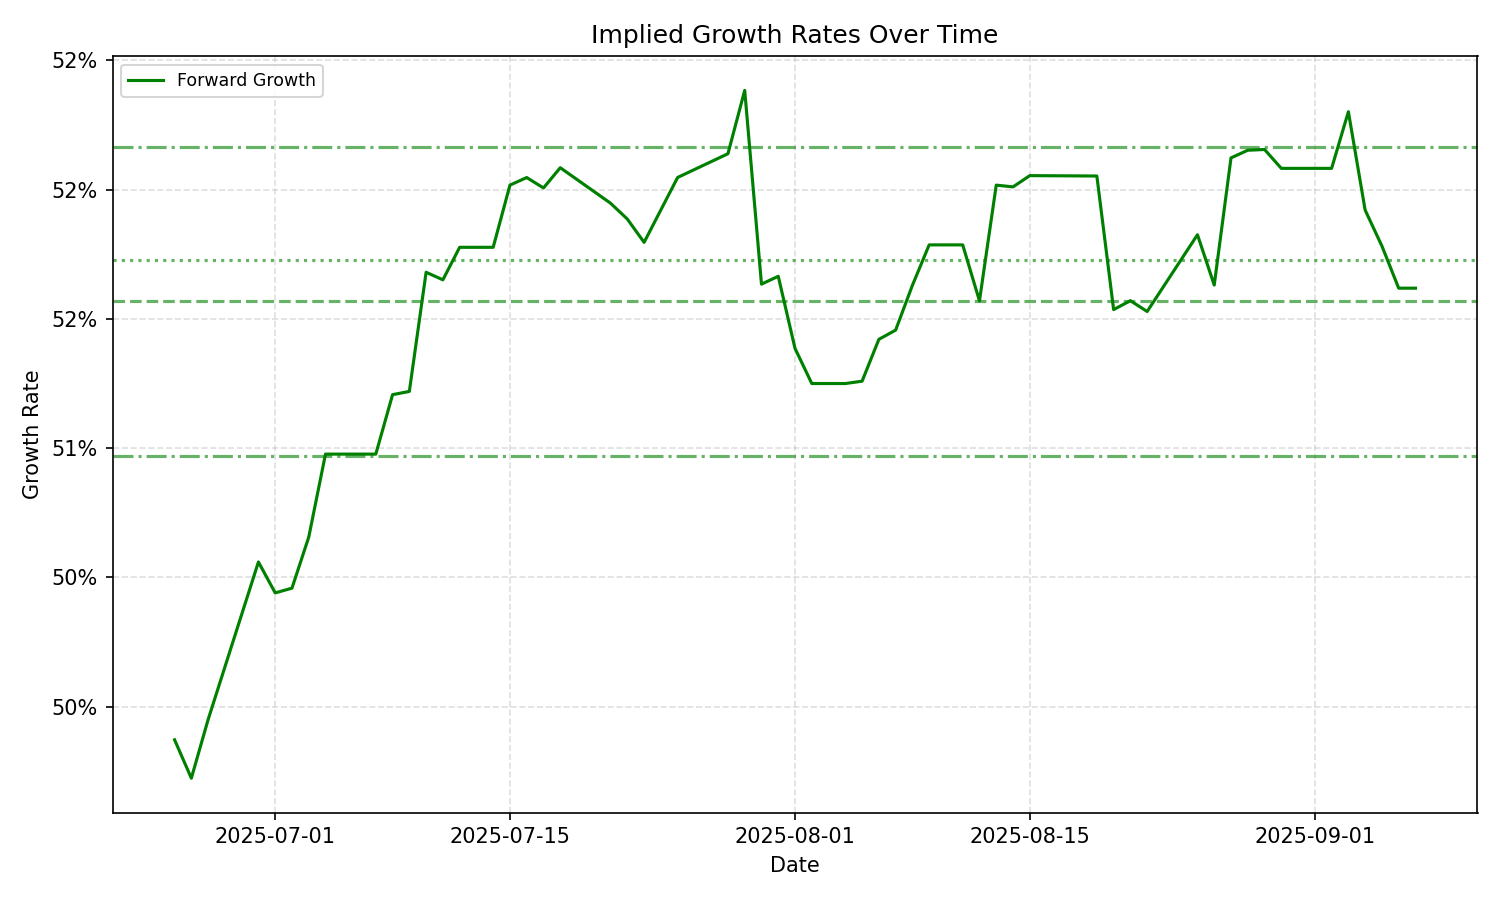 Implied Growth Rates Over Time
Forward Growth
52%
52%
52%
51%
50%
50%
Growth Rate
2025-07-01
2025-07-15
2025-08-01
2025-08-15
2025-09-01
Date